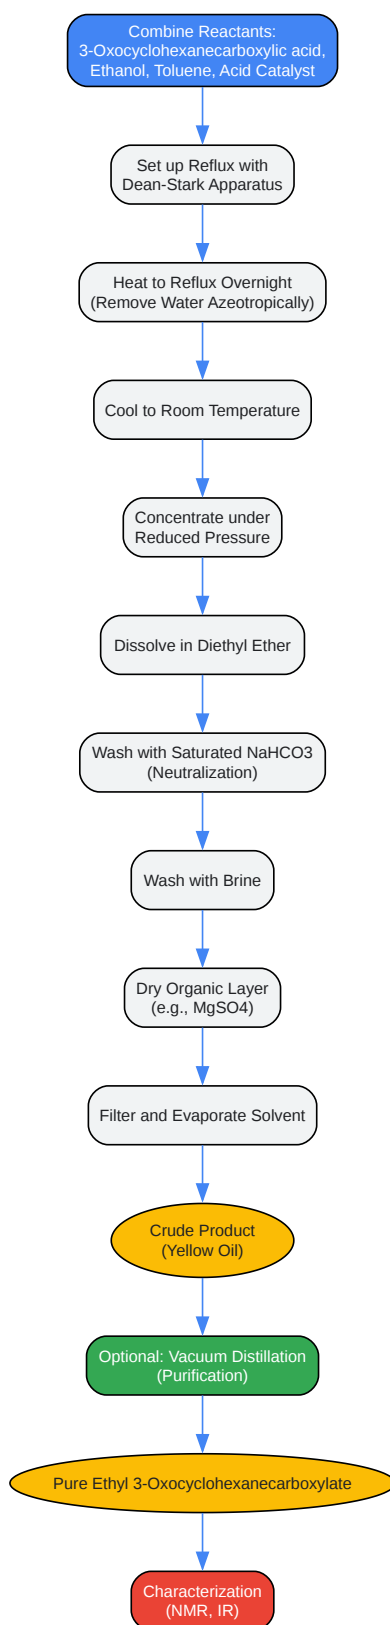 Combine Reactants:
3-Oxocyclohexanecarboxylic acid,
Ethanol, Toluene, Acid Catalyst
Set up Reflux with
Dean-Stark Apparatus
Heat to Reflux Overnight
(Remove Water Azeotropically)
Cool to Room Temperature
Concentrate under
Reduced Pressure
Dissolve in Diethyl Ether
Wash with Saturated NaHCO3
(Neutralization)
Wash with Brine
Dry Organic Layer
(e.g., MgSO4)
Filter and Evaporate Solvent
Crude Product
(Yellow Oil)
Optional: Vacuum Distillation
(Purification)
Pure Ethyl 3-Oxocyclohexanecarboxylate
Characterization
(NMR, IR)